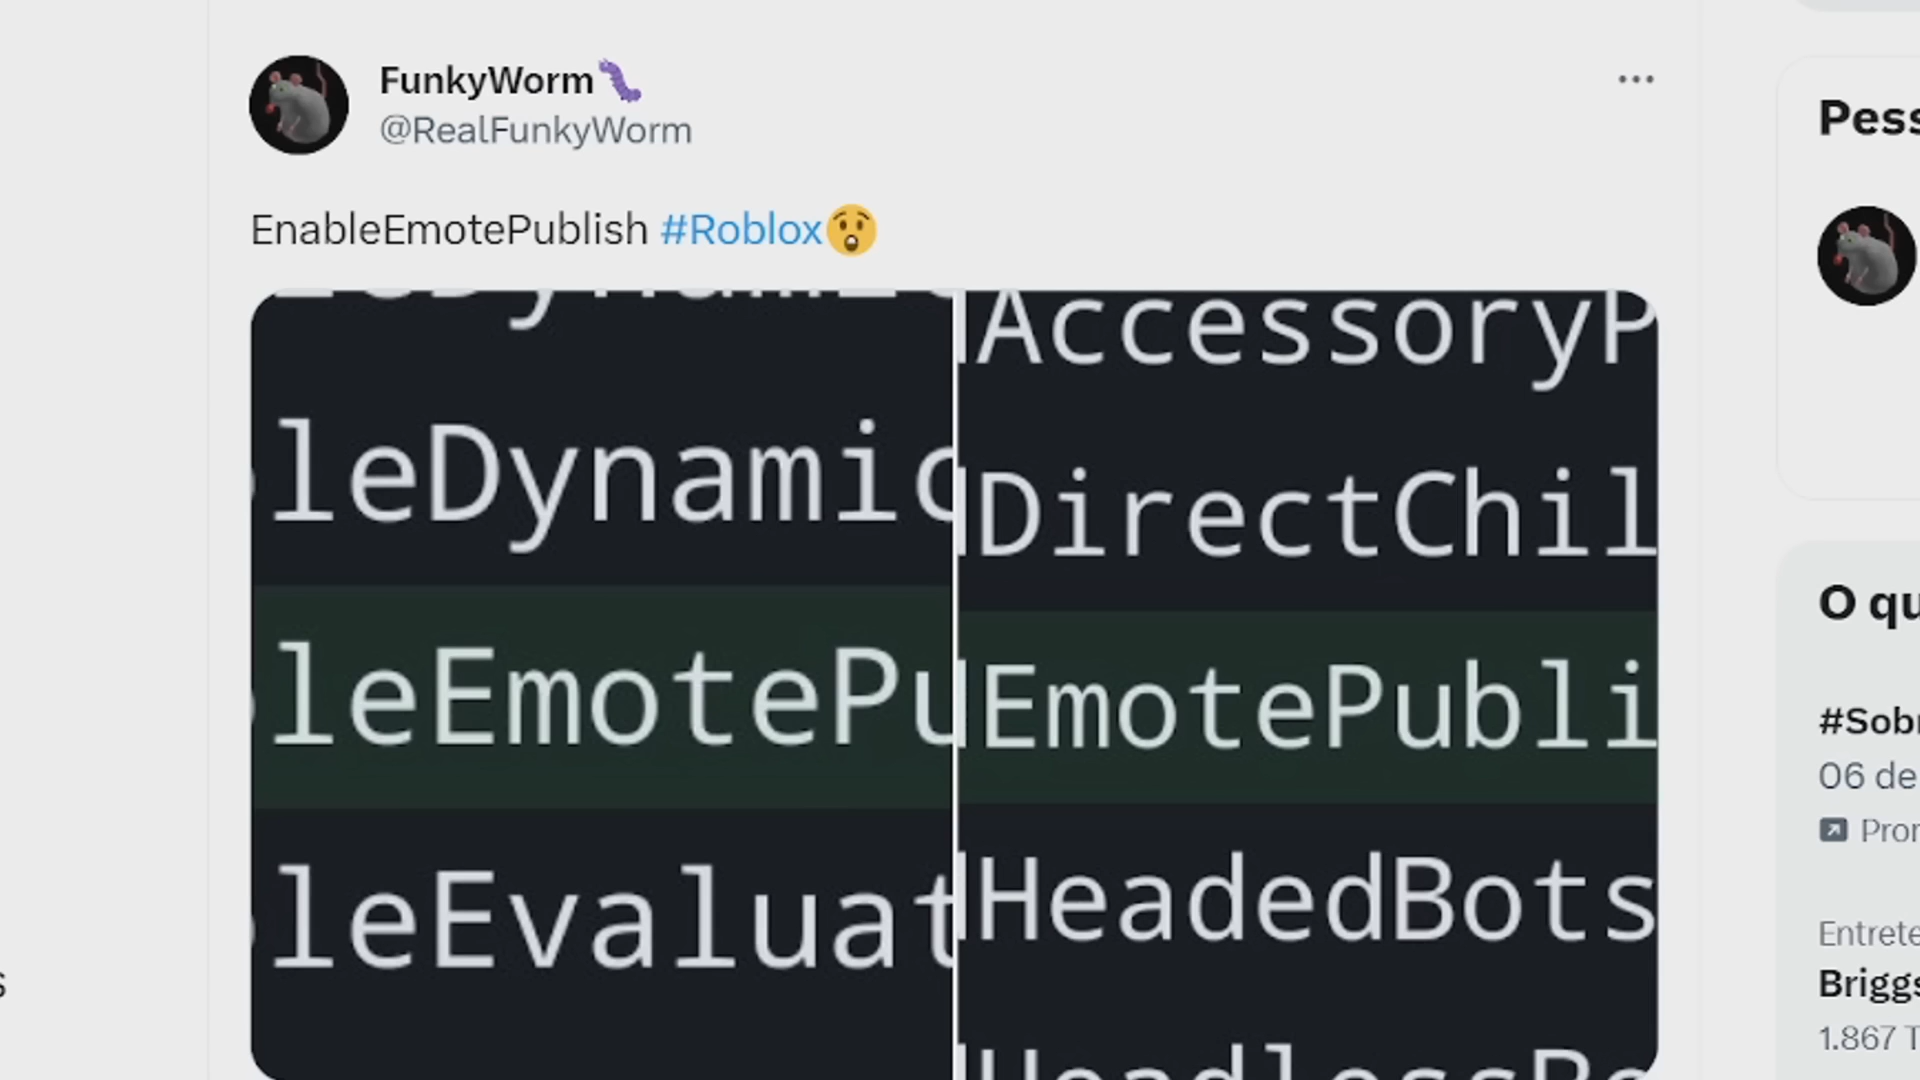 FunkyWorm
@RealFunkyWorm
EnableEmotePublish #Roblox
leDynamic
leEmotePu
leEvaluat
AccessoryP
DirectChil
EmotePubli
HeadedBots
Pess
O qu
#Sobr
06 de
Pror
Entrete
Briggs
1.867 T